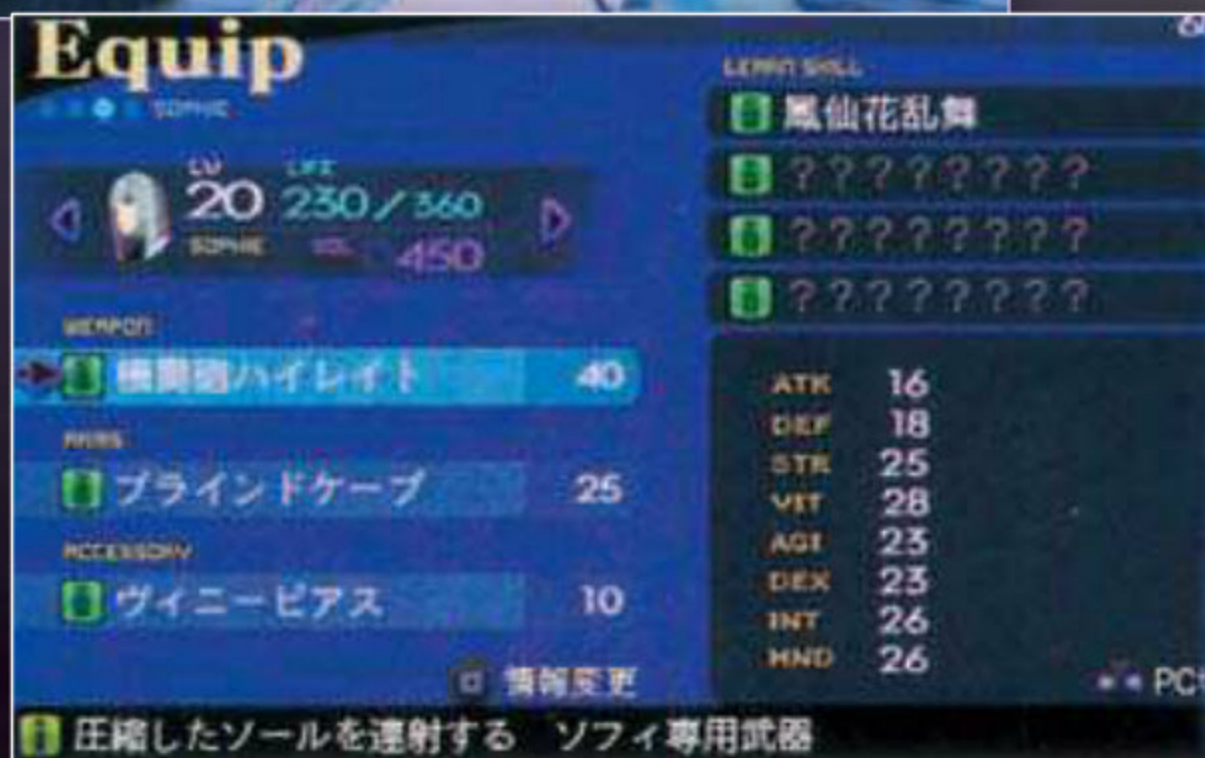 Equip
SOPHIE
LV
20
LIFE
230/360
SOPHIE
SOL
450
WEAPON
ハイレイト
40
ARMS
ブラインドケープ
25
ACCESSORY
ヴィニーピアス
10
情報変更
LEARN SKILL
鳳仙花乱舞
????????
????????
????????
ATK 16
DEF 18
STR 25
VIT 28
AGI 23
DEX 23
INT 26
MND 26
PC
圧縮したソールを連射する ソフィ専用武器